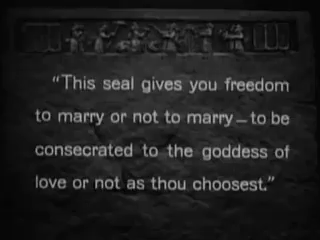 "This seal gives you freedom
to marry or not to marry—to be
consecrated to the goddess of
love or not as thou choosest."